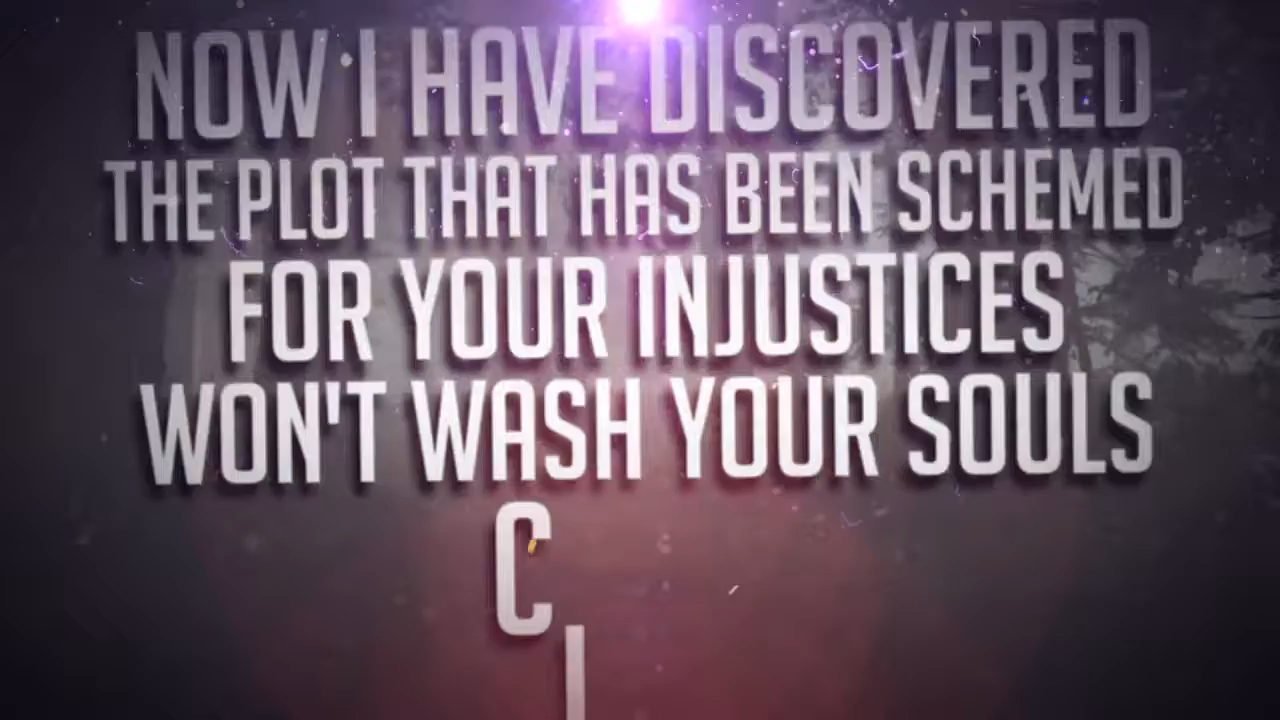 NOW I HAVE DISCOVERED
THE PLOT THAT HAS BEEN SCHEMED
FOR YOUR INJUSTICES
WON'T WASH YOUR SOULS
C